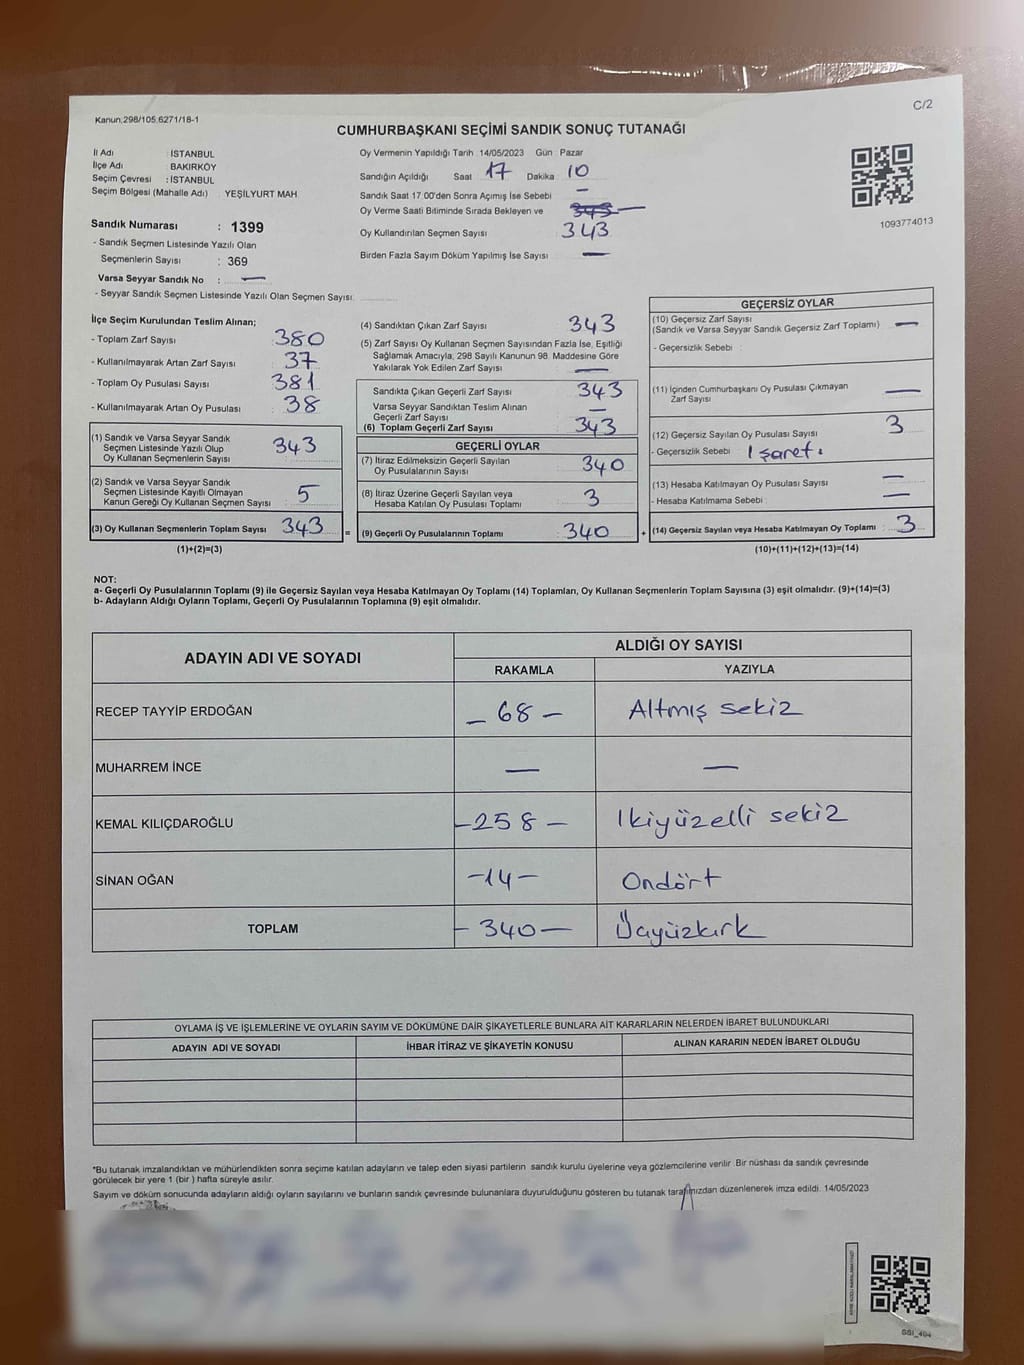 C/2
Kanun,298/105,6271/18-1
CUMHURBAŞKANI SEÇİMİ SANDIK SONUÇ TUTANAĞI
İl Adı : İSTANBUL
İlçe Adı : BAKIRKÖY
Seçim Çevresi : İSTANBUL
Seçim Bölgesi (Mahalle Adı) : YEŞİLYURT MAH
Sandık Numarası : 1399
- Sandık Seçmen Listesinde Yazılı Olan
Seçmenlerin Sayısı : 369
Varsa Seyyar Sandık No : —
- Seyyar Sandık Seçmen Listesinde Yazılı Olan Seçmen Sayısı
Oy Vermenin Yapıldığı Tarih : 14/05/2023 Gün : Pazar
Sandığın Açıldığı Saat 17 Dakika 10
Sandık Saat 17.00'den Sonra Açımış İse Sebebi —
Oy Verme Saati Bitiminde Sırada Bekleyen ve 343
Oy Kullandırılan Seçmen Sayısı 343
Birden Fazla Sayım Döküm Yapılmış İse Sayısı —
1093774013
İlçe Seçim Kurulundan Teslim Alınan;
- Toplam Zarf Sayısı 380
- Kullanılmayarak Artan Zarf Sayısı 37
- Toplam Oy Pusulası Sayısı 381
- Kullanılmayarak Artan Oy Pusulası 38
(1) Sandık ve Varsa Seyyar Sandık
Seçmen Listesinde Yazılı Olup 343
Oy Kullanan Seçmenlerin Sayısı
(2) Sandık ve Varsa Seyyar Sandık
Seçmen Listesinde Kayıtlı Olmayan 5
Kanun Gereği Oy Kullanan Seçmen Sayısı
(3) Oy Kullanan Seçmenlerin Toplam Sayısı 343 =
(1)+(2)=(3)
(4) Sandıktan Çıkan Zarf Sayısı 343
(5) Zarf Sayısı Oy Kullanan Seçmen Sayısından Fazla İse, Eşitliği
Sağlamak Amacıyla, 298 Sayılı Kanunun 98. Maddesine Göre
Yakılarak Yok Edilen Zarf Sayısı —
Sandıkta Çıkan Geçerli Zarf Sayısı 343
Varsa Seyyar Sandıktan Teslim Alınan —
Geçerli Zarf Sayısı
(6) Toplam Geçerli Zarf Sayısı 343
GEÇERLİ OYLAR
(7) İtiraz Edilmeksizin Geçerli Sayılan 340
Oy Pusulalarının Sayısı
(8) İtiraz Üzerine Geçerli Sayılan veya 3
Hesaba Katılan Oy Pusulası Toplamı
(9) Geçerli Oy Pusulalarının Toplamı 340 +
GEÇERSİZ OYLAR
(10) Geçersiz Zarf Sayısı —
(Sandık ve Varsa Seyyar Sandık Geçersiz Zarf Toplamı)
- Geçersizlik Sebebi :
(11) İçinden Cumhurbaşkanı Oy Pusulası Çıkmayan —
Zarf Sayısı
(12) Geçersiz Sayılan Oy Pusulası Sayısı 3
- Geçersizlik Sebebi İşaret.
(13) Hesaba Katılmayan Oy Pusulası Sayısı —
- Hesaba Katılmama Sebebi : —
(14) Geçersiz Sayılan veya Hesaba Katılmayan Oy Toplamı : 3
(10)+(11)+(12)+(13)=(14)
NOT:
a- Geçerli Oy Pusulalarının Toplamı (9) ile Geçersiz Sayılan veya Hesaba Katılmayan Oy Toplamı (14) Toplamları, Oy Kullanan Seçmenlerin Toplam Sayısına (3) eşit olmalıdır. (9)+(14)=(3)
b- Adayların Aldığı Oyların Toplamı, Geçerli Oy Pusulalarının Toplamına (9) eşit olmalıdır.
ADAYIN ADI VE SOYADI ALDIĞI OY SAYISI
RAKAMLA YAZIYLA
RECEP TAYYİP ERDOĞAN — 68 — Altmış sekiz
MUHARREM İNCE — —
KEMAL KILIÇDAROĞLU — 258 — İkiyüzelli sekiz
SİNAN OĞAN — 14 — Ondört
TOPLAM — 340 — Üçyüzkırk
OYLAMA İŞ VE İŞLEMLERİNE VE OYLARIN SAYIM VE DÖKÜMÜNE DAİR ŞİKAYETLERLE BUNLARA AİT KARARLARIN NELERDEN İBARET BULUNDUKLARI
ADAYIN ADI VE SOYADI İHBAR İTİRAZ VE ŞİKAYETİN KONUSU ALINAN KARARIN NEDEN İBARET OLDUĞU
*Bu tutanak imzalandıktan ve mühürlendikten sonra seçime katılan adayların ve talep eden siyasi partilerin sandık kurulu üyelerine veya gözlemcilerine verilir .Bir nüshası da sandık çevresinde
görülecek bir yere 1 (bir ) hafta süreyle asılır.
Sayım ve döküm sonucunda adayların aldığı oyların sayılarını ve bunların sandık çevresinde bulunanlara duyurulduğunu gösteren bu tutanak tarafımızdan düzenlenerek imza edildi. 14/05/2023